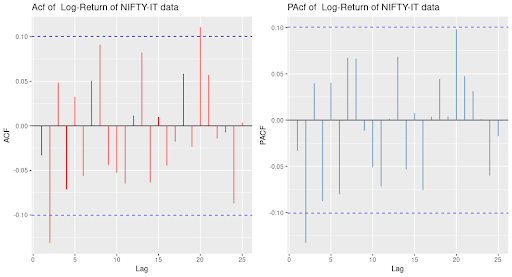 Acf of  Log-Return of NIFTY-IT data
0.10
0.05
0.00
-0.05
-0.10
ACF
0 5 10 15 20 25
Lag
PAcf of  Log-Return of NIFTY-IT data
0.10
0.05
0.00
-0.05
-0.10
PACF
0 5 10 15 20 25
Lag